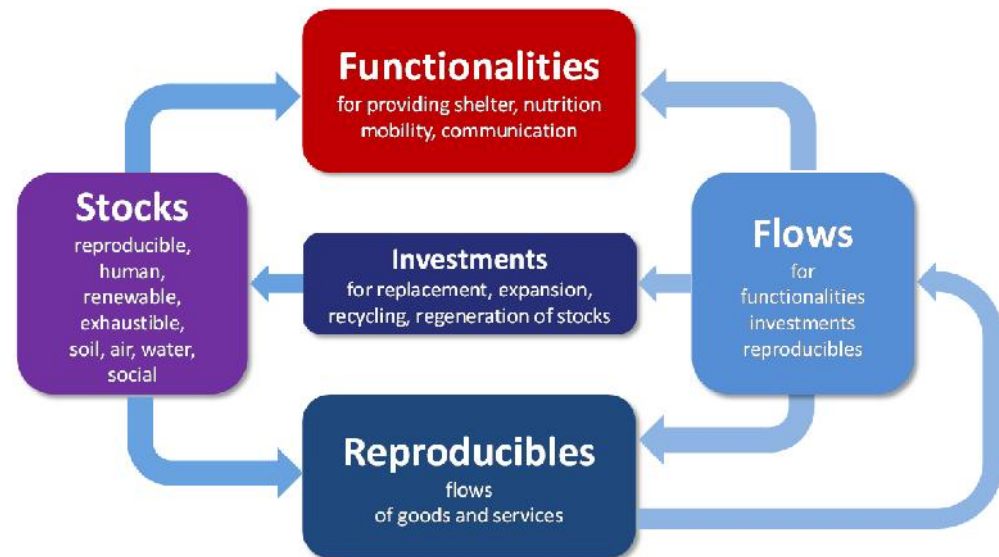 Functionalities
for providing shelter, nutrition
mobility, communication
Stocks
reproducible,
human,
renewable,
exhaustible,
soil, air, water,
social
Investments
for replacement, expansion,
recycling, regeneration of stocks
Flows
for
functionalities
investments
reproducibles
Reproducibles
flows
of goods and services